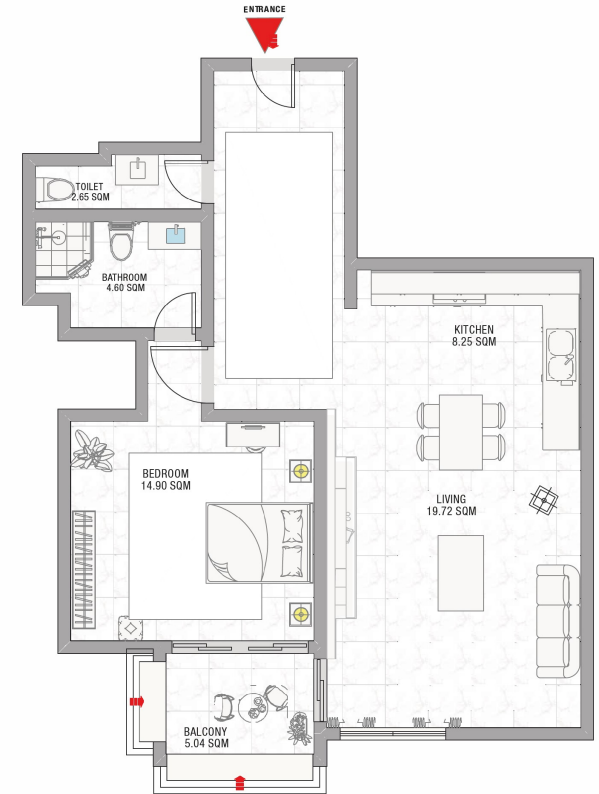 ENTRANCE
TOILET
2.65 SQM
BATHROOM
4.60 SQM
KITCHEN
8.25 SQM
BEDROOM
14.90 SQM
LIVING
19.72 SQM
BALCONY
5.04 SQM